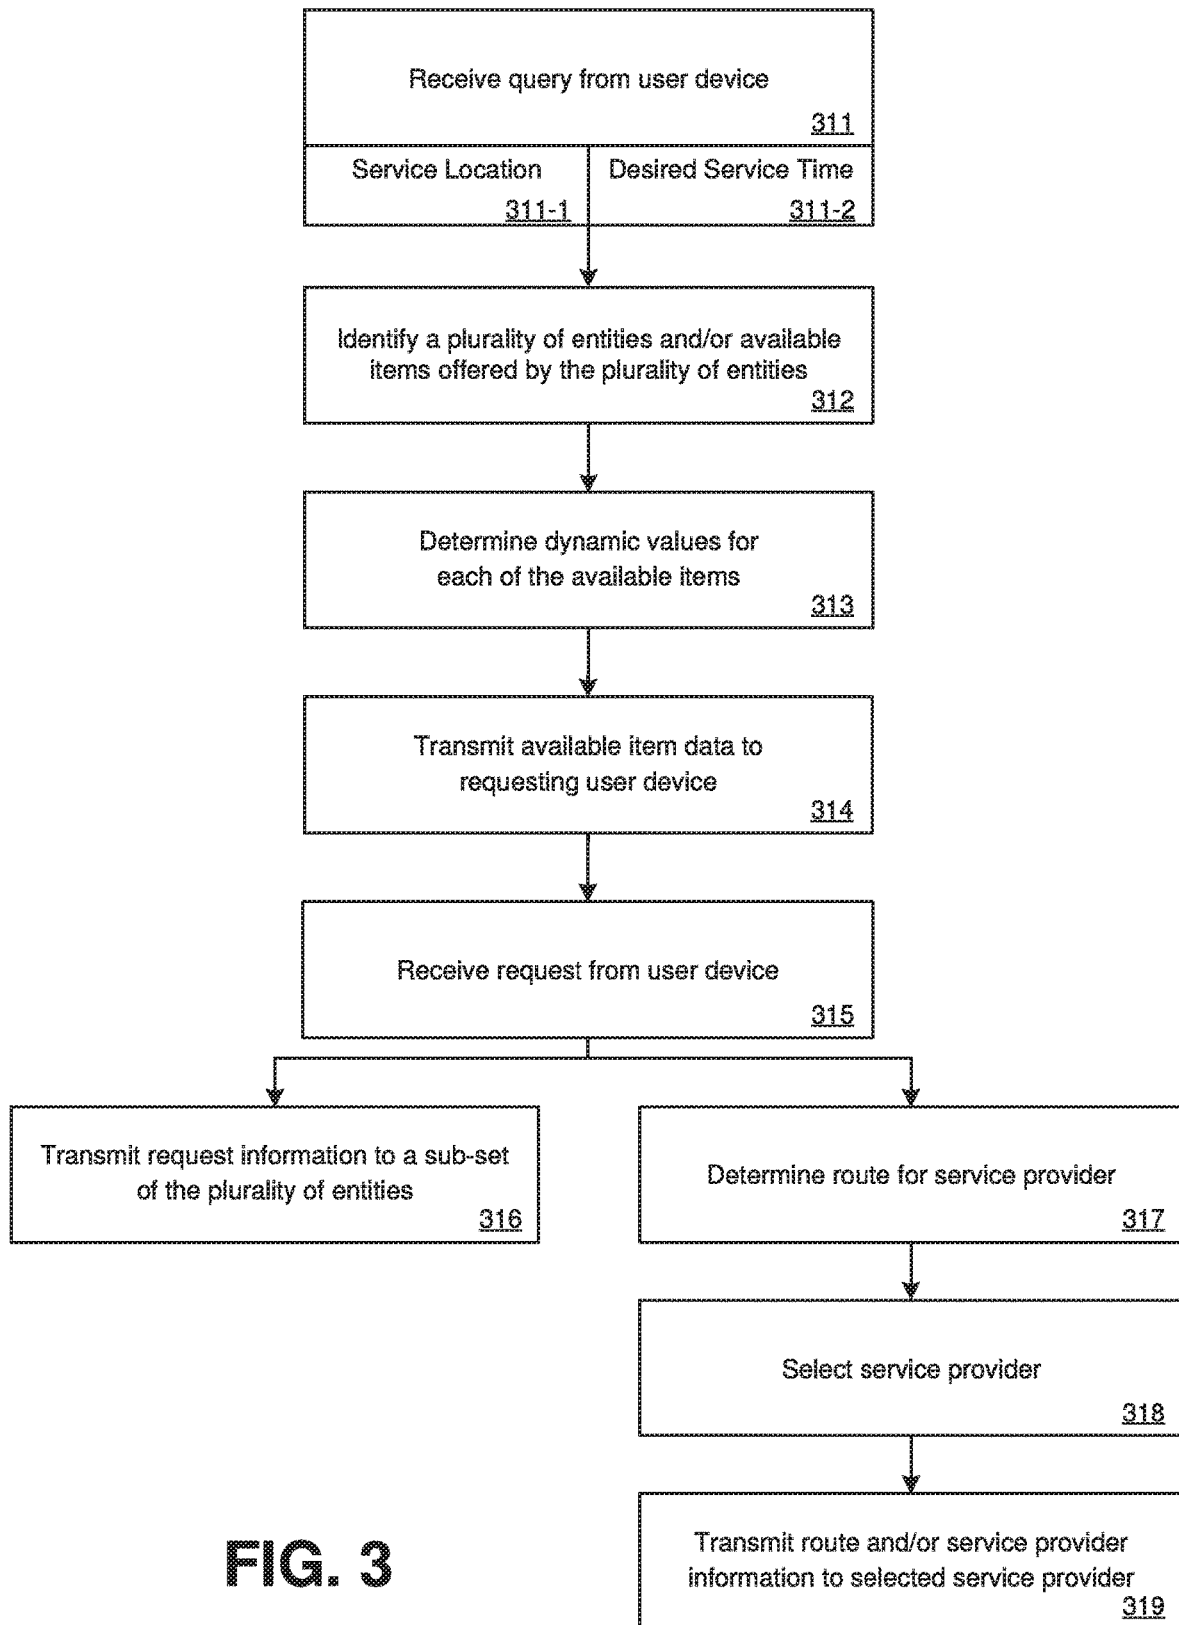 Receive query from user device
311
Service Location
311-1
Desired Service Time
311-2
Identify a plurality of entities and/or available
items offered by the plurality of entities
312
Determine dynamic values for
each of the available items
313
Transmit available item data to
requesting user device
314
Receive request from user device
315
Transmit request information to a sub-set
of the plurality of entities
316
Determine route for service provider
317
Select service provider
318
Transmit route and/or service provider
information to selected service provider
319
FIG. 3